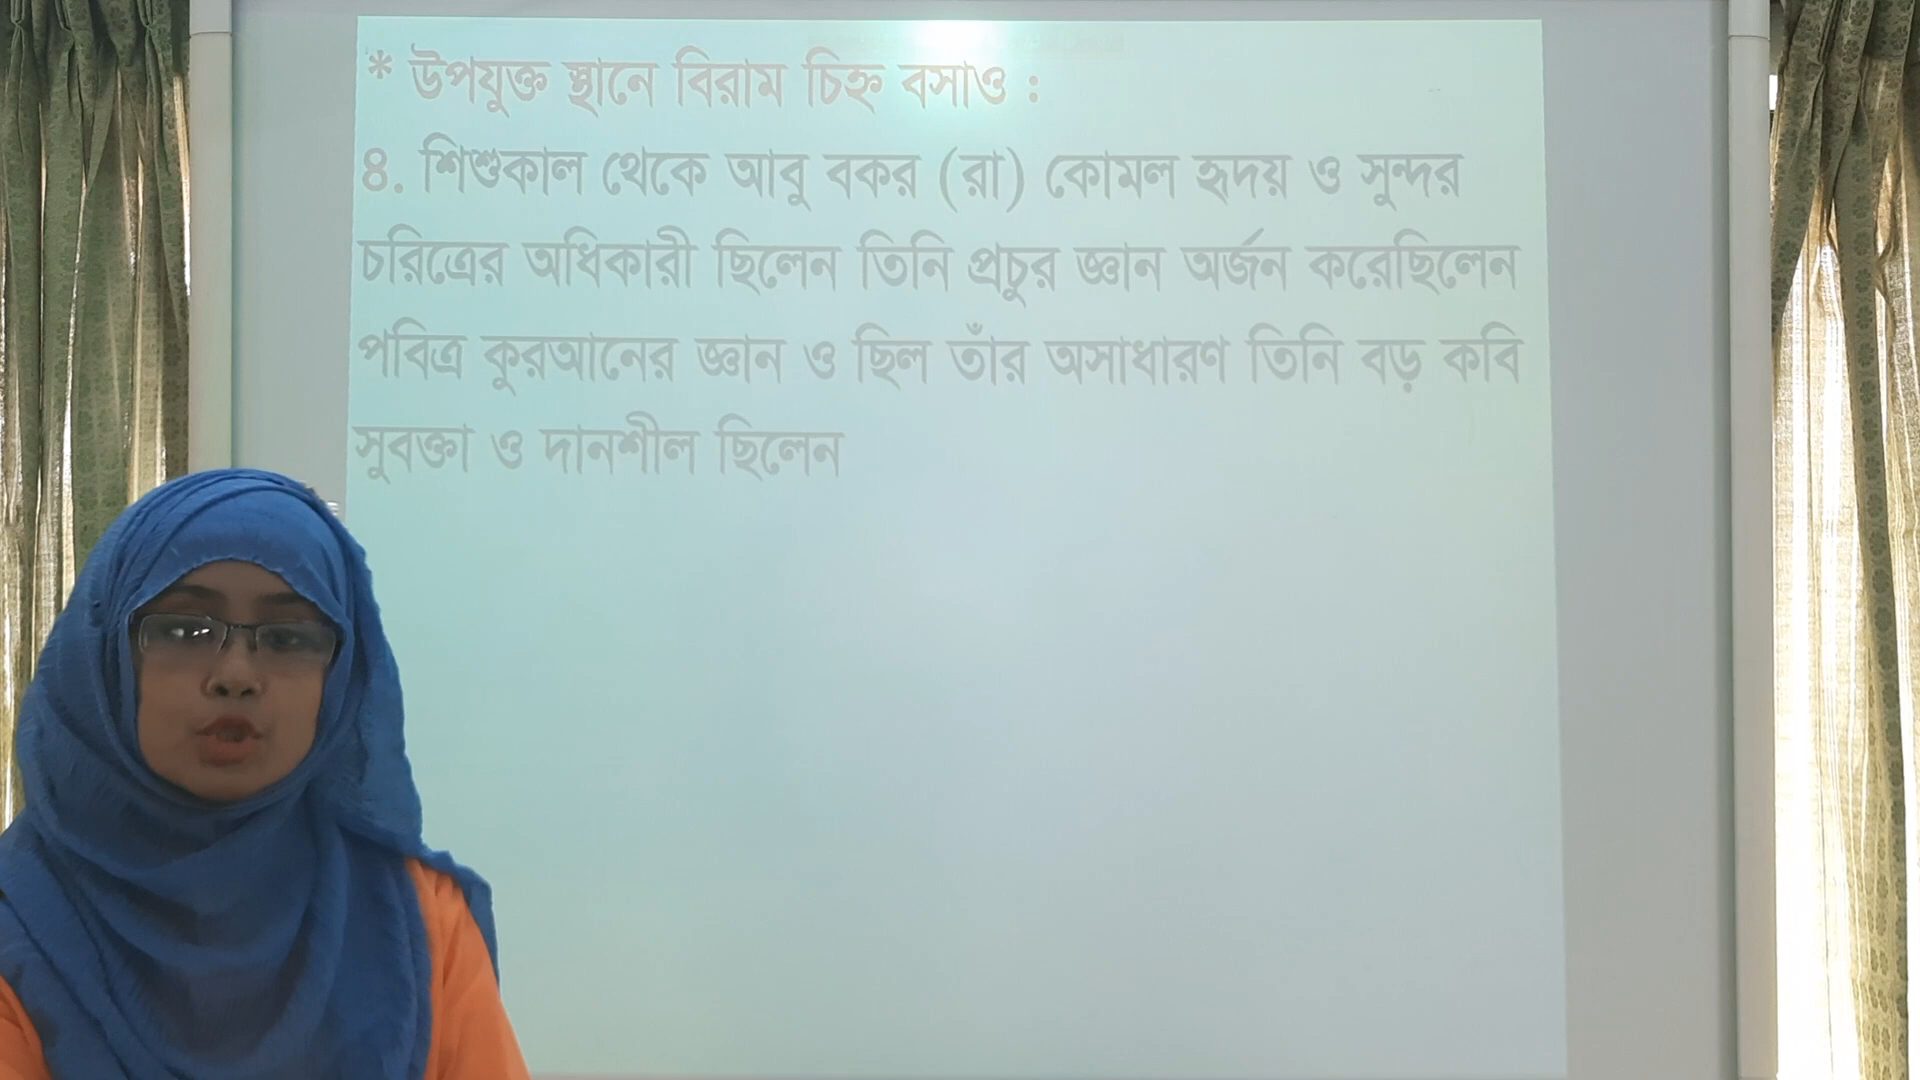 * উপযুক্ত স্থানে বিরাম চিহ্ন বসাও :
৪. শিশুকাল থেকে আবু বকর (রা) কোমল হৃদয় ও সুন্দর
চরিত্রের অধিকারী ছিলেন তিনি প্রচুর জ্ঞান অর্জন করেছিলেন
পবিত্র কুরআনের জ্ঞান ও ছিল তাঁর অসাধারণ তিনি বড় কবি
সুবক্তা ও দানশীল ছিলেন